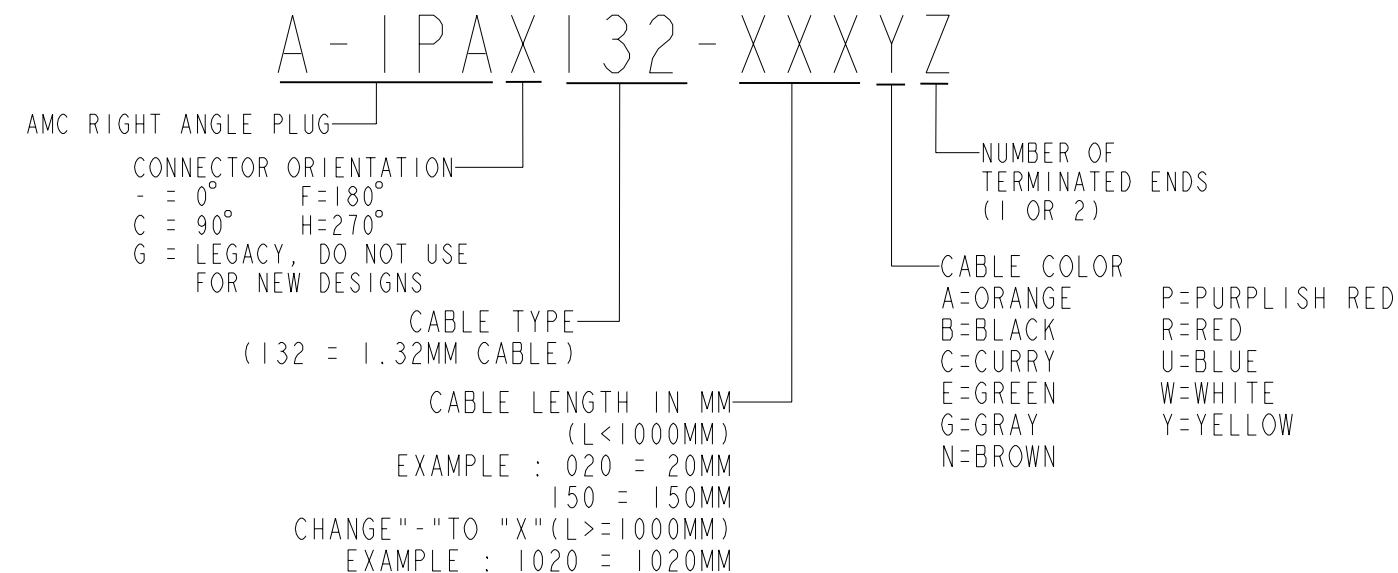 A-1PAX132-XXXYZ
AMC RIGHT ANGLE PLUG
CONNECTOR ORIENTATION
- = 0° F=180°
C = 90° H=270°
G = LEGACY, DO NOT USE
FOR NEW DESIGNS
CABLE TYPE
(132 = 1.32MM CABLE)
CABLE LENGTH IN MM
(L<1000MM)
EXAMPLE : 020 = 20MM
150 = 150MM
CHANGE"-"TO "X"(L>=1000MM)
EXAMPLE : 1020 = 1020MM
NUMBER OF
TERMINATED ENDS
(1 OR 2)
CABLE COLOR
A=ORANGE P=PURPLISH RED
B=BLACK R=RED
C=CURRY U=BLUE
E=GREEN W=WHITE
G=GRAY Y=YELLOW
N=BROWN